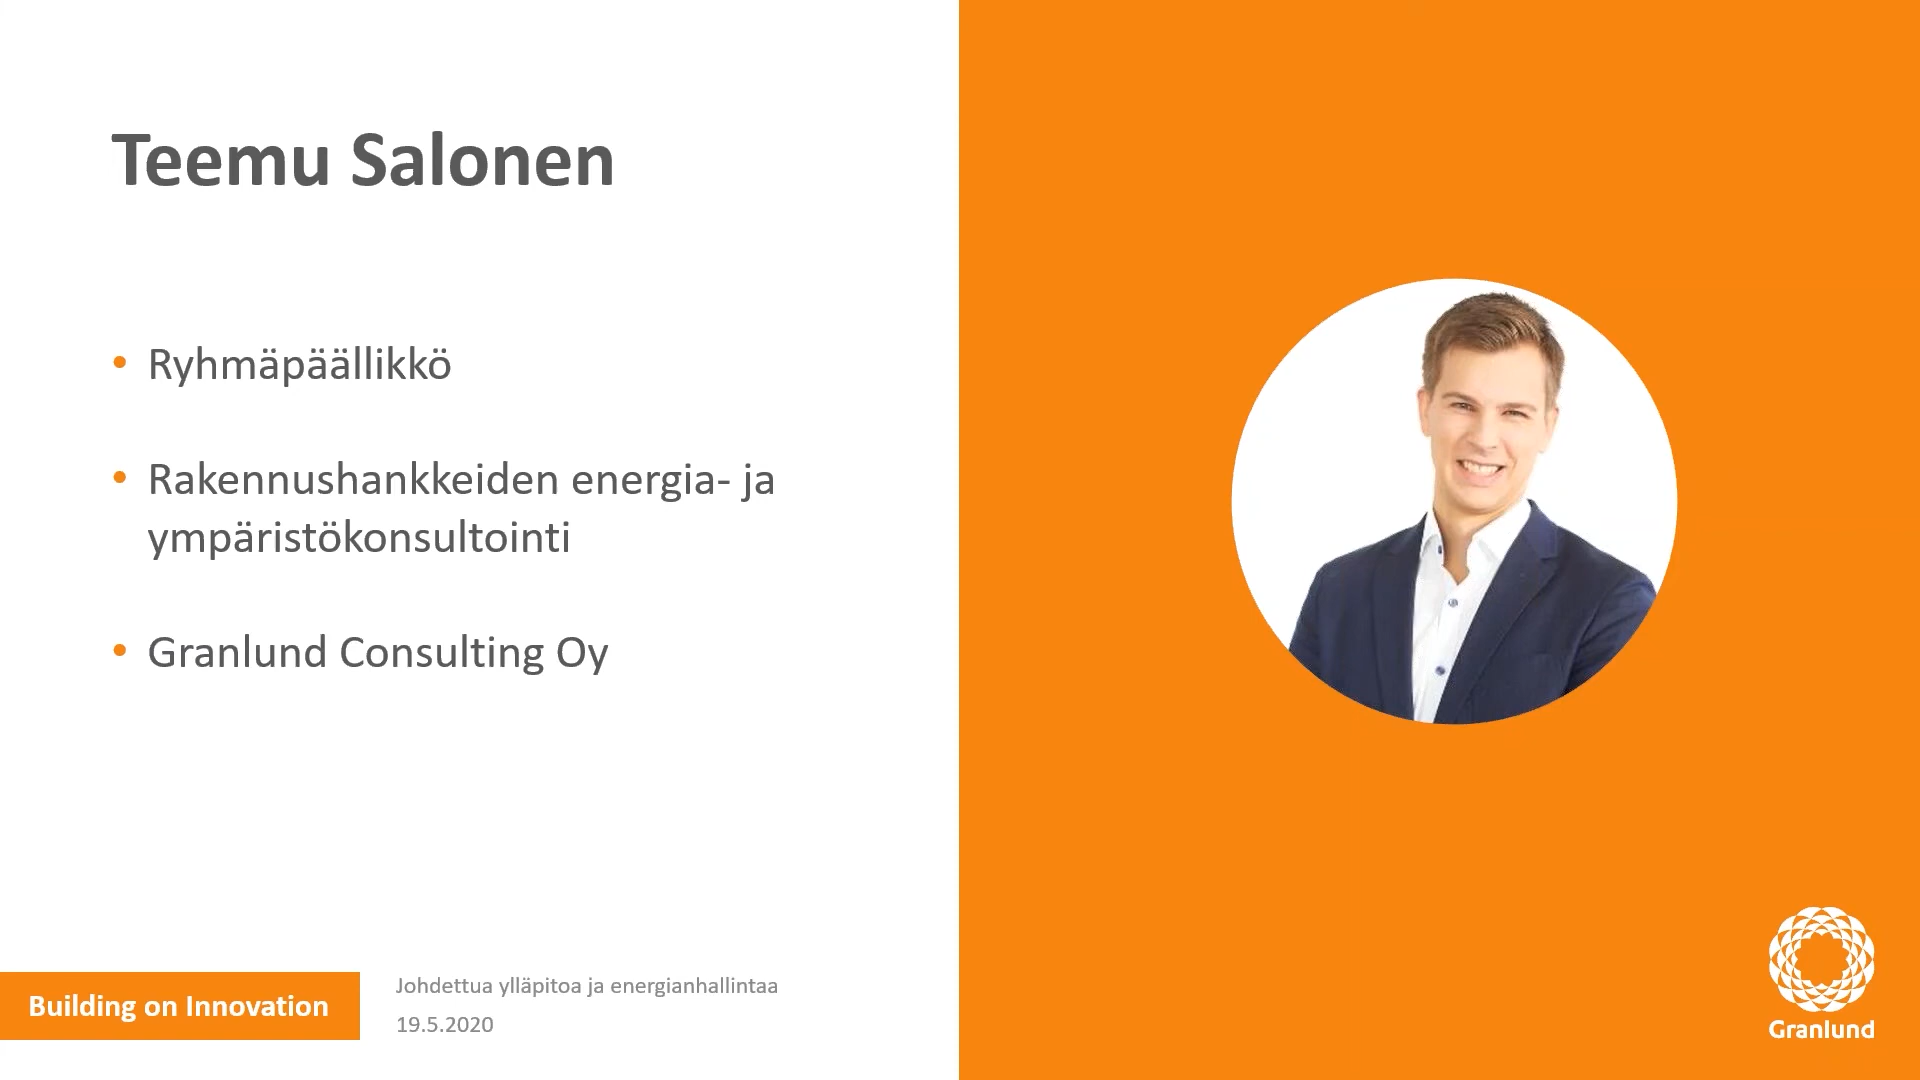 Teemu Salonen
• Ryhmäpäällikkö
• Rakennushankkeiden energia- ja
ympäristökonsultointi
• Granlund Consulting Oy
Building on Innovation
Johdettua ylläpitoa ja energianhallintaa
19.5.2020
Granlund